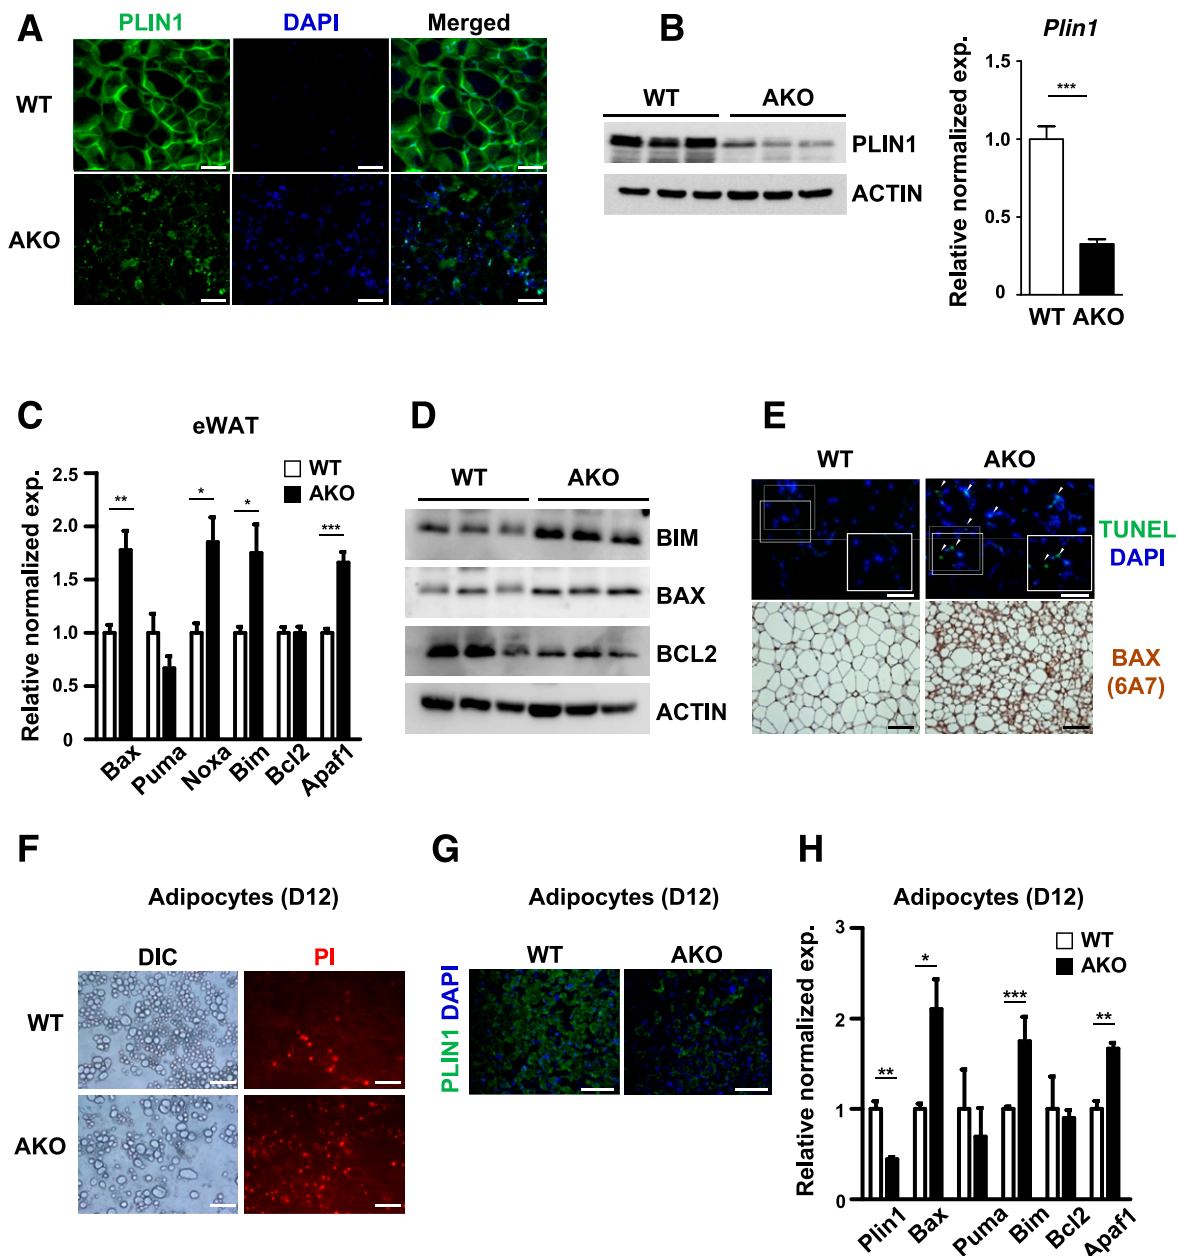 A
PLIN1 DAPI Merged
WT
AKO
B
WT AKO
PLIN1
ACTIN
Plin1
Relative normalized exp.
1.5
1.0
0.5
0
***
WT AKO
C
eWAT
Relative normalized exp.
2.5
2.0
1.5
1.0
0.5
0
WT
AKO
** * * ***
Bax Puma Noxa Bim Bcl2 Apaf1
D
WT AKO
BIM
BAX
BCL2
ACTIN
E
WT AKO
TUNEL
DAPI
BAX
(6A7)
F
Adipocytes (D12)
DIC PI
WT
AKO
G
Adipocytes (D12)
WT AKO
PLIN1 DAPI
H
Adipocytes (D12)
Relative normalized exp.
3
2
1
0
WT
AKO
** * *** **
Plin1 Bax Puma Bim Bcl2 Apaf1